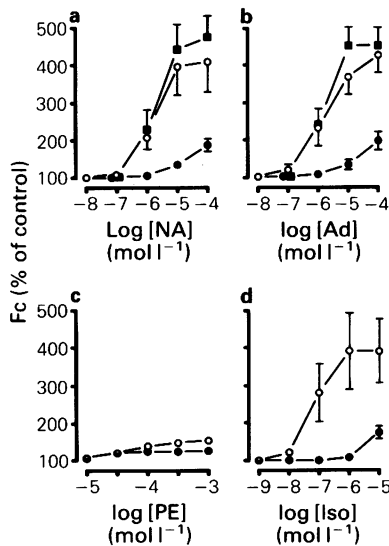 a b
500
400
300
200
100
−8 −7 −6 −5 −4 −8 −7 −6 −5 −4
Log [NA] log [Ad]
(mol l⁻¹) (mol l⁻¹)
Fc (% of control)
c d
500
400
300
200
100
−5 −4 −3 −9 −8 −7 −6 −5
log [PE] log [Iso]
(mol l⁻¹) (mol l⁻¹)